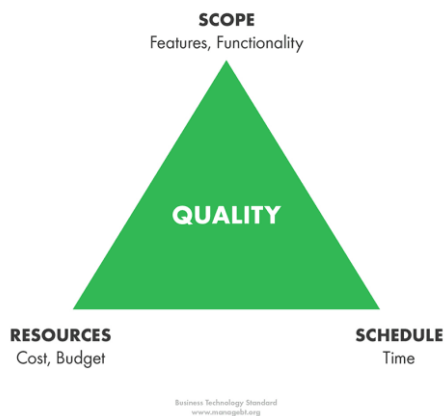 SCOPE
Features, Functionality
QUALITY
RESOURCES
Cost, Budget
SCHEDULE
Time
Business Technology Standard
www.managebt.org